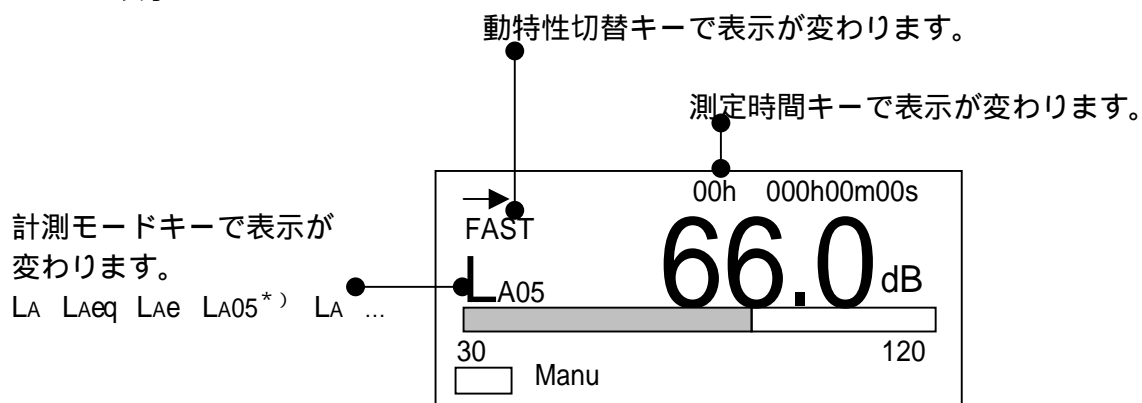 動特性切替キーで表示が変わります。
測定時間キーで表示が変わります。
00h 000h00m00s
FAST
66.0 dB
LA05
計測モードキーで表示が
変わります。
LA LAeq LAe LA05*) LA ...
30 120
Manu